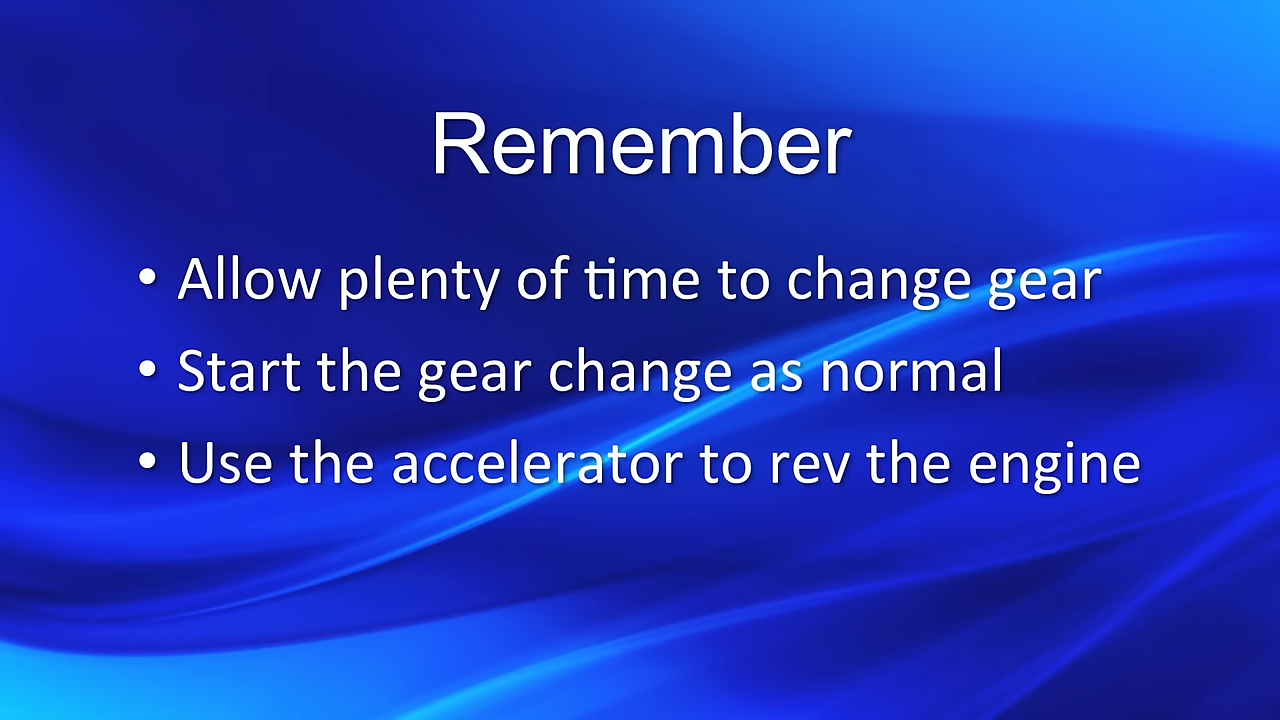 Remember
• Allow plenty of time to change gear
• Start the gear change as normal
• Use the accelerator to rev the engine